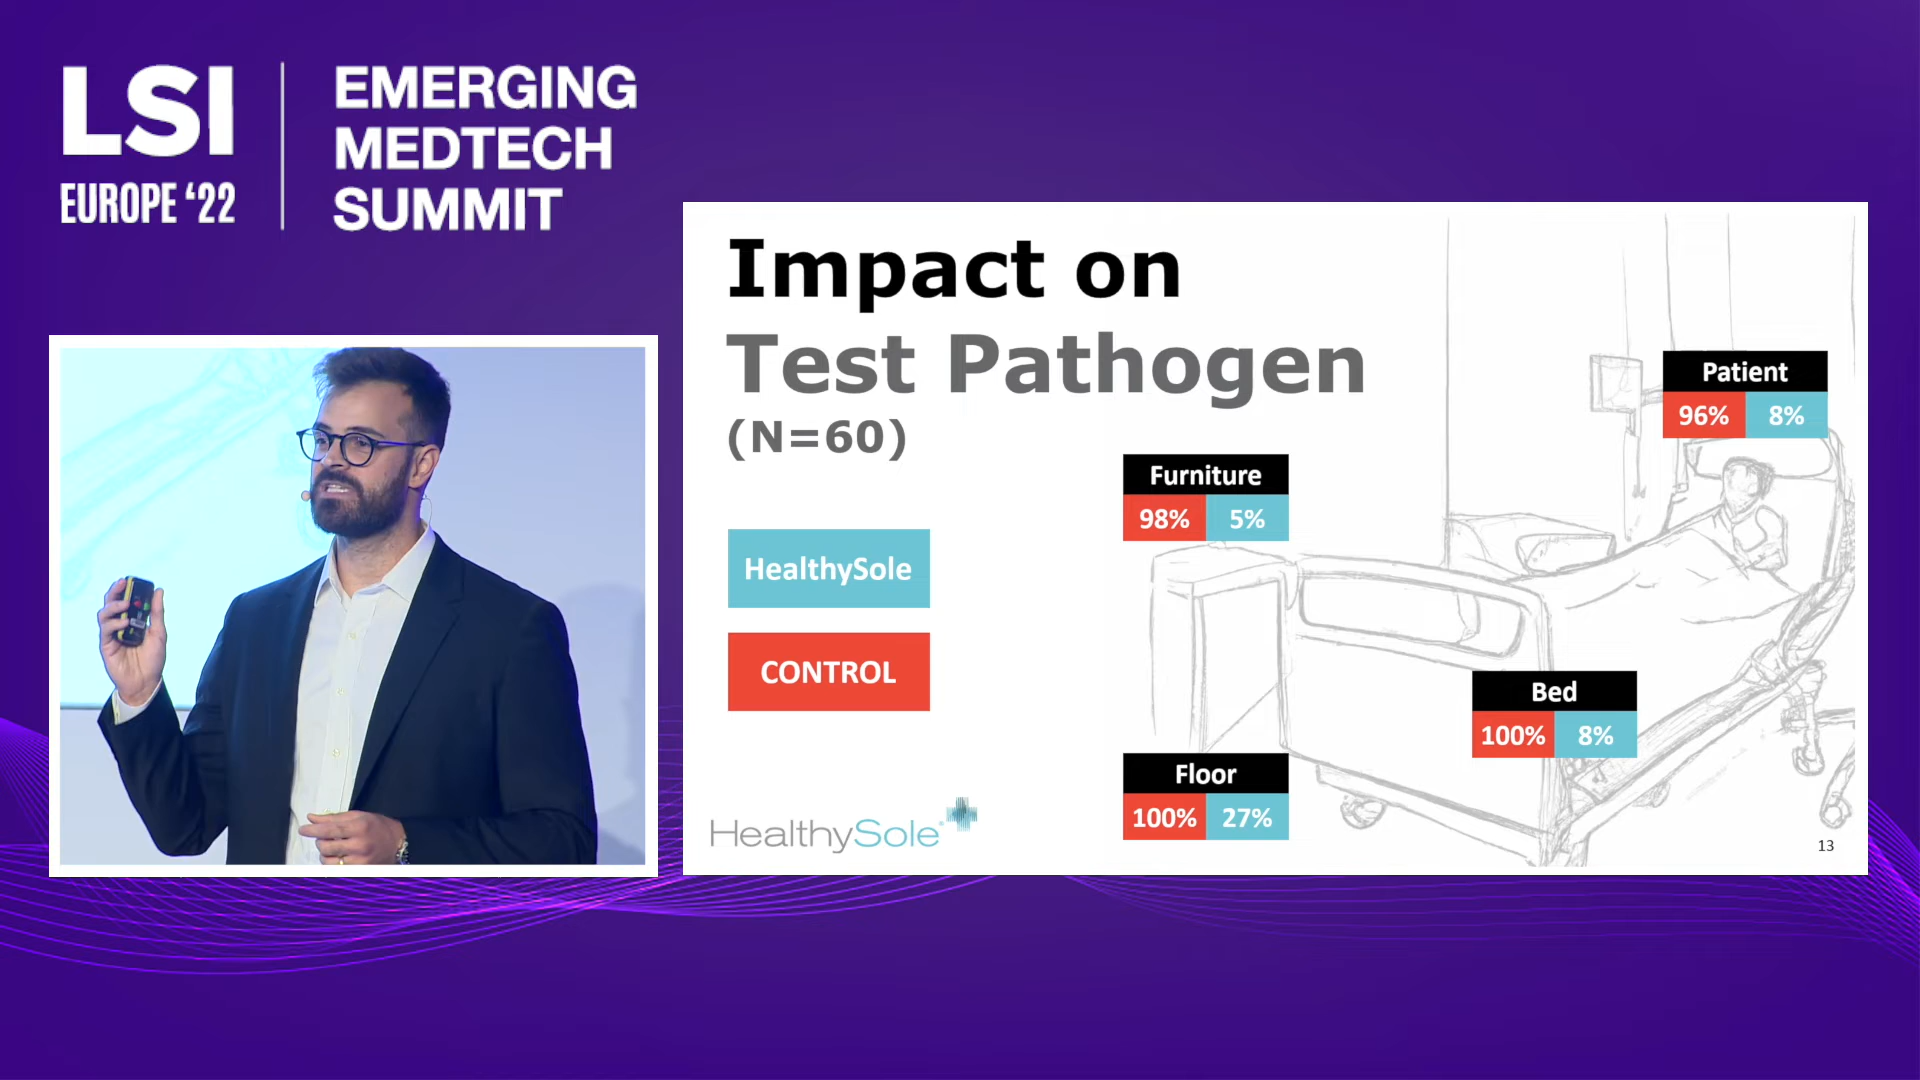 LSI
EUROPE ‘22
EMERGING
MEDTECH
SUMMIT
Impact on
Test Pathogen
(N=60)
HealthySole
CONTROL
Patient
96% 8%
Furniture
98% 5%
Bed
100% 8%
Floor
100% 27%
HealthySole
13